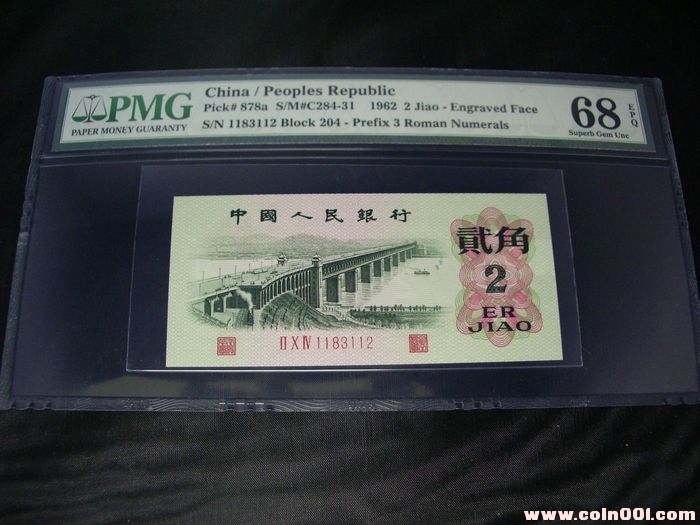 PMG
PAPER MONEY GUARANTY
China / Peoples Republic
Pick# 878a S/M#C284-31 1962 2 Jiao - Engraved Face
S/N 1183112 Block 204 - Prefix 3 Roman Numerals
68 EPQ
Superb Gem Unc
中國人民銀行
貳角
2
ER
JIAO
II X IV 1183112
www.coin001.com